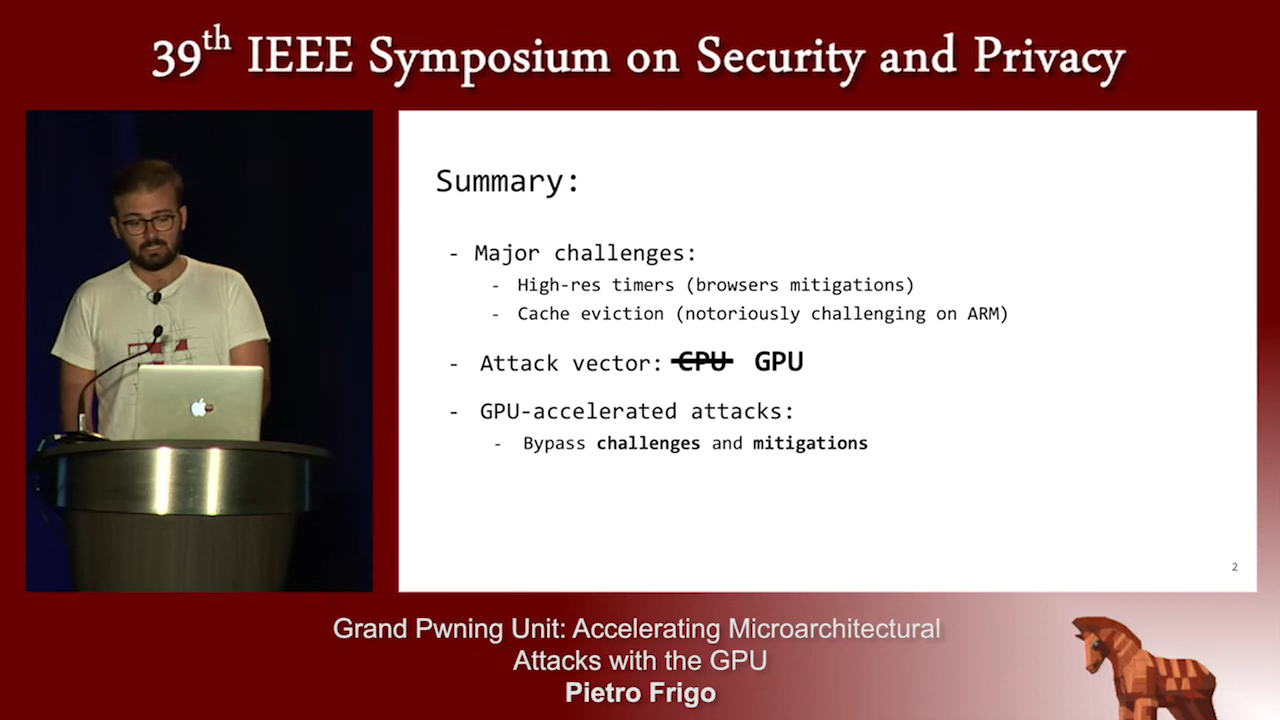 39th IEEE Symposium on Security and Privacy
Summary:
- Major challenges:
- High-res timers (browsers mitigations)
- Cache eviction (notoriously challenging on ARM)
- Attack vector: CPU GPU
- GPU-accelerated attacks:
- Bypass challenges and mitigations
2
Grand Pwning Unit: Accelerating Microarchitectural
Attacks with the GPU
Pietro Frigo